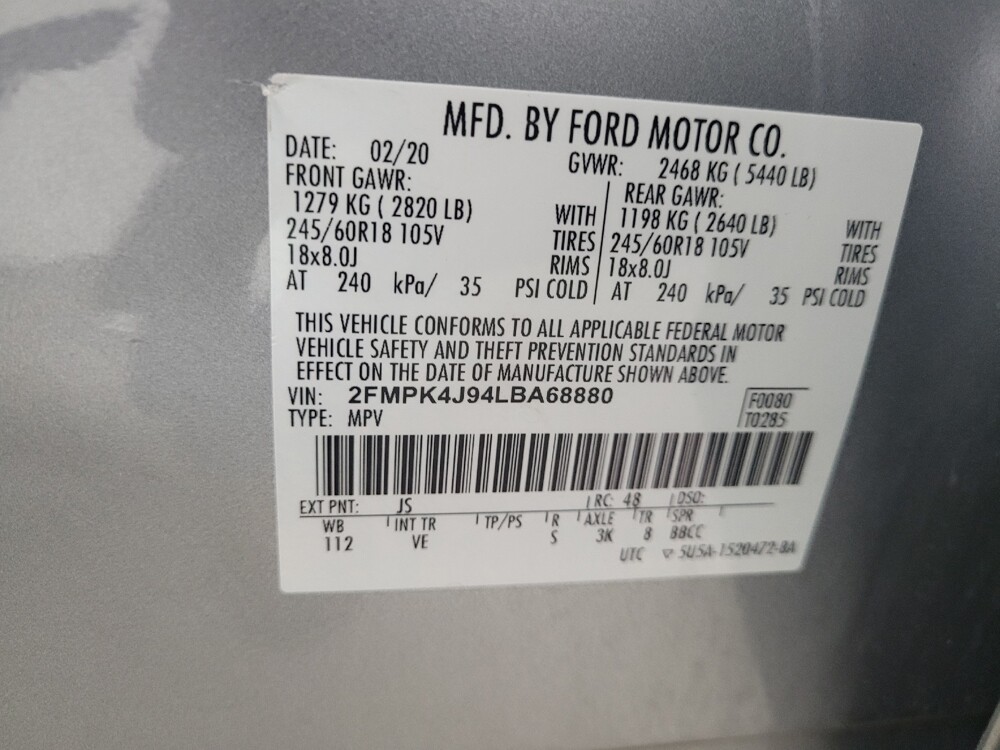 MFD. BY FORD MOTOR CO.
DATE: 02/20 GVWR: 2468 KG ( 5440 LB)
FRONT GAWR: REAR GAWR:
1279 KG ( 2820 LB) WITH 1198 KG ( 2640 LB) WITH
245/60R18 105V TIRES 245/60R18 105V TIRES
18x8.0J RIMS 18x8.0J RIMS
AT 240 kPa/ 35 PSI COLD AT 240 kPa/ 35 PSI COLD
THIS VEHICLE CONFORMS TO ALL APPLICABLE FEDERAL MOTOR
VEHICLE SAFETY AND THEFT PREVENTION STANDARDS IN
EFFECT ON THE DATE OF MANUFACTURE SHOWN ABOVE.
VIN: 2FMPK4J94LBA68880 F0080
TYPE: MPV T0285
EXT PNT: JS RC: 48 DSO:
WB INT TR TP/PS R AXLE TR SPR
112 VE S 3K 8 BBCC
UTC 5U5A-1520472-BA